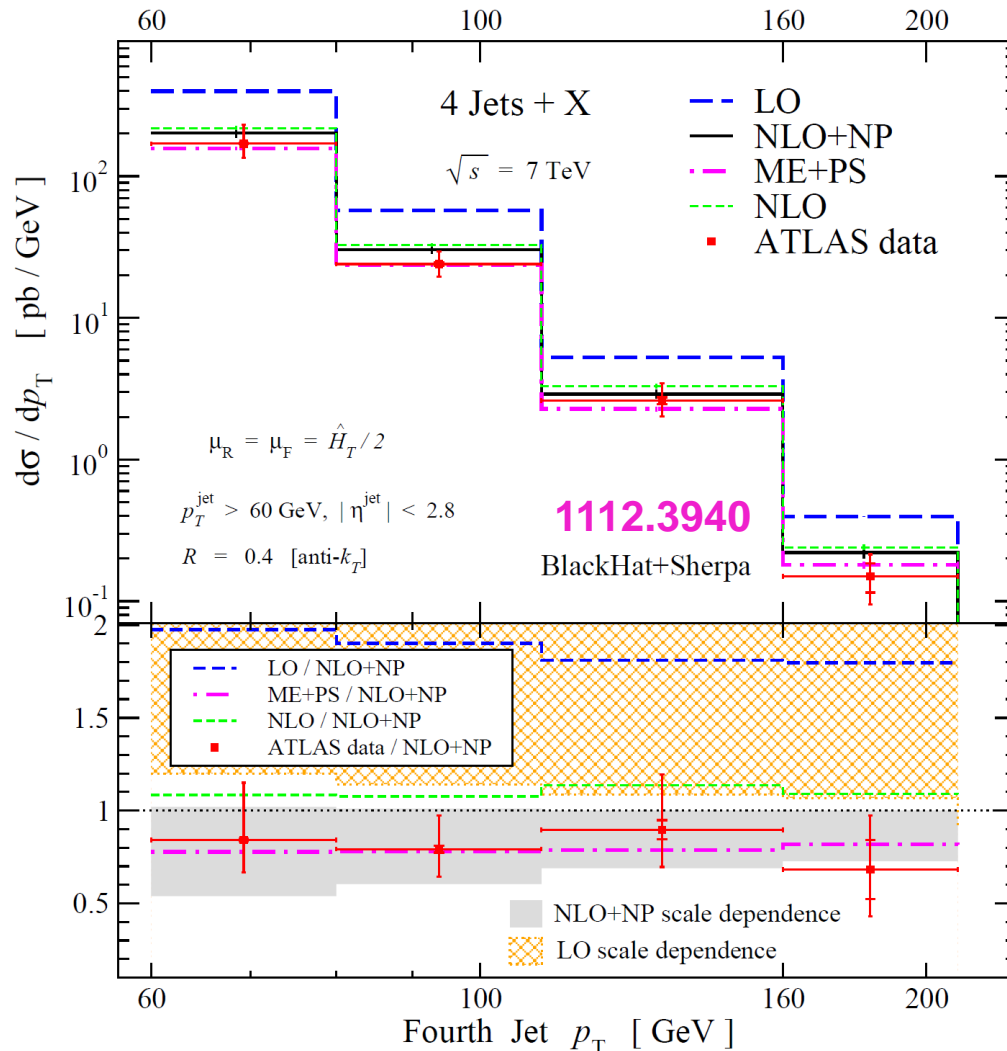 60 100 160 200
4 Jets + X
√s = 7 TeV
LO
NLO+NP
ME+PS
NLO
ATLAS data
dσ / dp_T [ pb / GeV ]
10^2
10^1
10^0
10^-1
μ_R = μ_F = Ĥ_T / 2
p_T^jet > 60 GeV, | η^jet | < 2.8
R = 0.4 [anti-k_T]
1112.3940
BlackHat+Sherpa
2
1.5
1
0.5
LO / NLO+NP
ME+PS / NLO+NP
NLO / NLO+NP
ATLAS data / NLO+NP
NLO+NP scale dependence
LO scale dependence
60 100 160 200
Fourth Jet p_T [ GeV ]